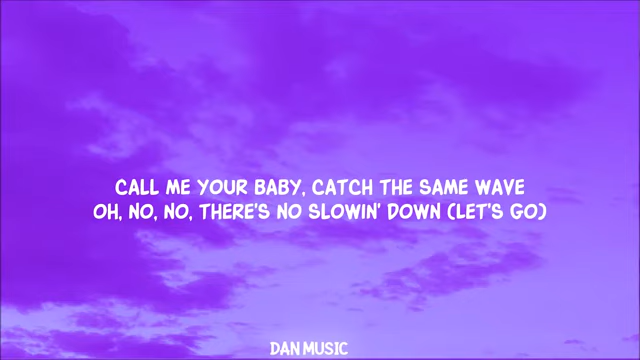 CALL ME YOUR BABY, CATCH THE SAME WAVE
OH, NO, NO, THERE'S NO SLOWIN' DOWN (LET'S GO)
DAN MUSIC